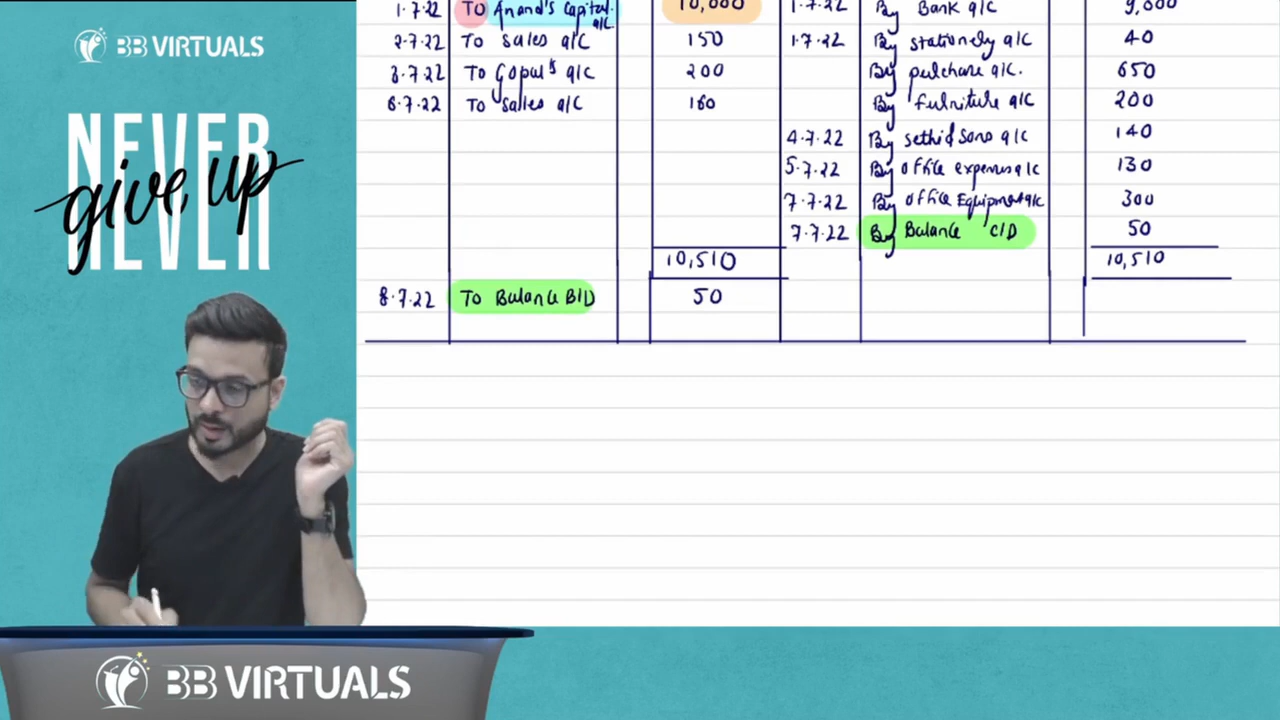 BB VIRTUALS
NEVER
give up
NEVER
1.7.22 TO Anand's Capital a/c 10,000 1.7.22 By Bank a/c 9,000
2.7.22 TO Sales a/c 150 1.7.22 By stationery a/c 40
3.7.22 TO Gopal's a/c 200 By purchase a/c. 650
6.7.22 TO Sales a/c 160 By furniture a/c 200
4.7.22 By sethi & sons a/c 140
5.7.22 By office expenses a/c 130
7.7.22 By office Equipment a/c 300
7.7.22 By Balance C/D 50
10,510 10,510
8.7.22 TO Balance B/D 50
BB VIRTUALS